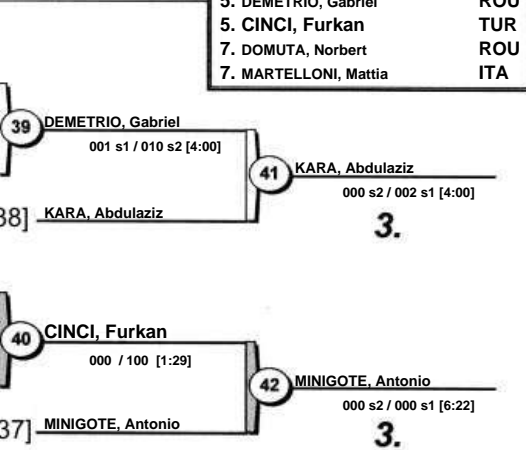 5. DEMETRIO, Gabriel ROU
5. CINCI, Furkan TUR
7. DOMUTA, Norbert ROU
7. MARTELLONI, Mattia ITA
39 DEMETRIO, Gabriel
001 s1 / 010 s2 [4:00]
41 KARA, Abdulaziz
000 s2 / 002 s1 [4:00]
38] KARA, Abdulaziz
3.
40 CINCI, Furkan
000 / 100 [1:29]
42 MINIGOTE, Antonio
000 s2 / 000 s1 [6:22]
37] MINIGOTE, Antonio
3.